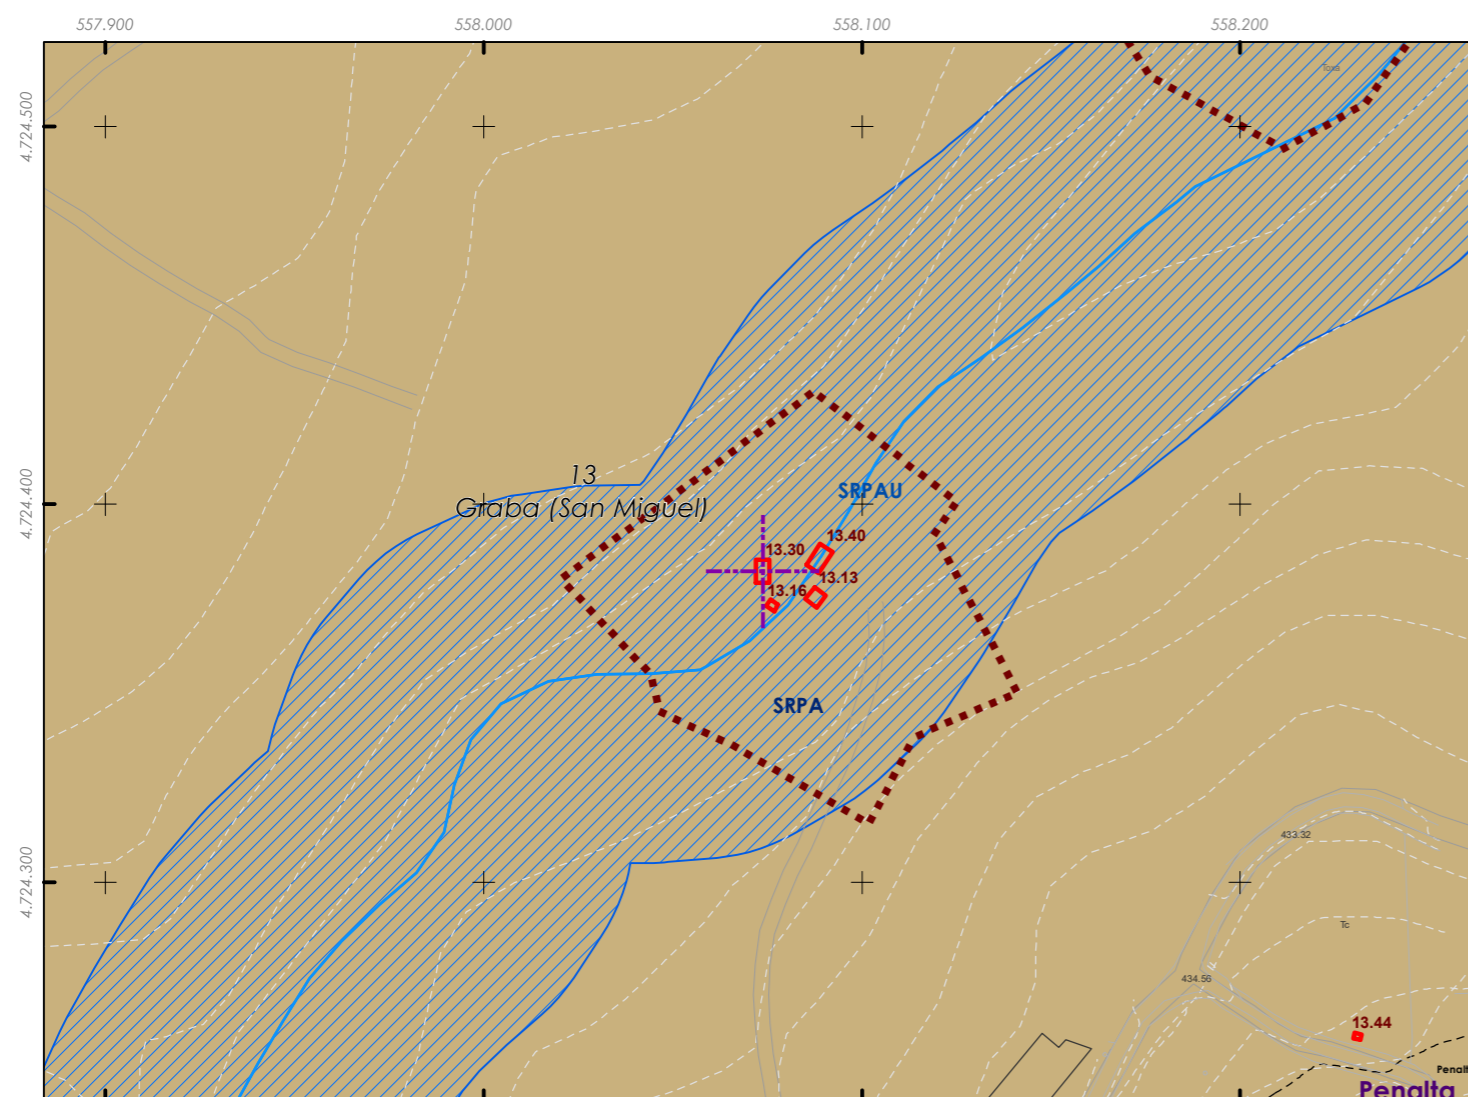 557.900
558.000
558.100
558.200
4.724.500
Toxa
13
Graba (San Miguel)
4.724.400
SRPAU
13.40
13.30
13.13
13.16
SRPA
433.32
4.724.300
Tc
434.56
13.44
Penalt
Penalta